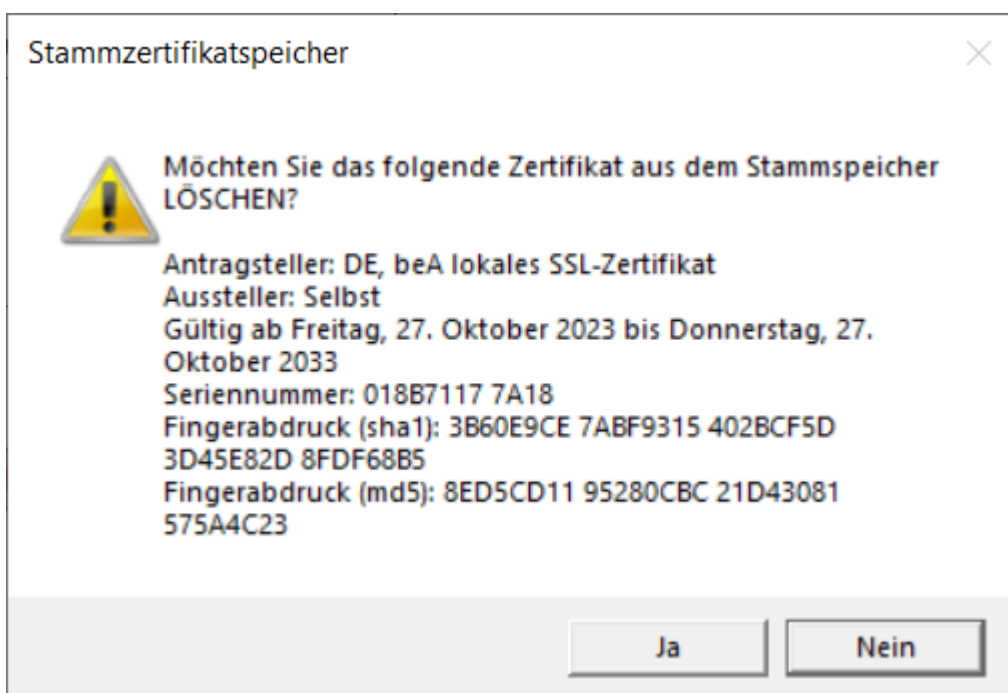 Stammzertifikatspeicher
Möchten Sie das folgende Zertifikat aus dem Stammspeicher
LÖSCHEN?
Antragsteller: DE, beA lokales SSL-Zertifikat
Aussteller: Selbst
Gültig ab Freitag, 27. Oktober 2023 bis Donnerstag, 27.
Oktober 2033
Seriennummer: 018B7117 7A18
Fingerabdruck (sha1): 3B60E9CE 7ABF9315 402BCF5D
3D45E82D 8FDF68B5
Fingerabdruck (md5): 8ED5CD11 95280CBC 21D43081
575A4C23
Ja
Nein